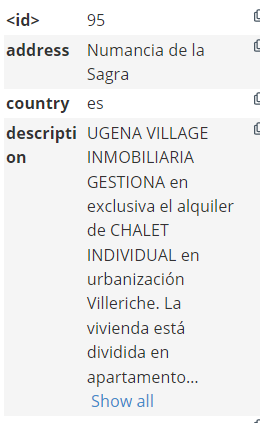 <id> 95
address Numancia de la
Sagra
country es
descripti UGENA VILLAGE
on INMOBILIARIA
GESTIONA en
exclusiva el alquiler
de CHALET
INDIVIDUAL en
urbanización
Villeriche. La
vivienda está
dividida en
apartamento...
Show all